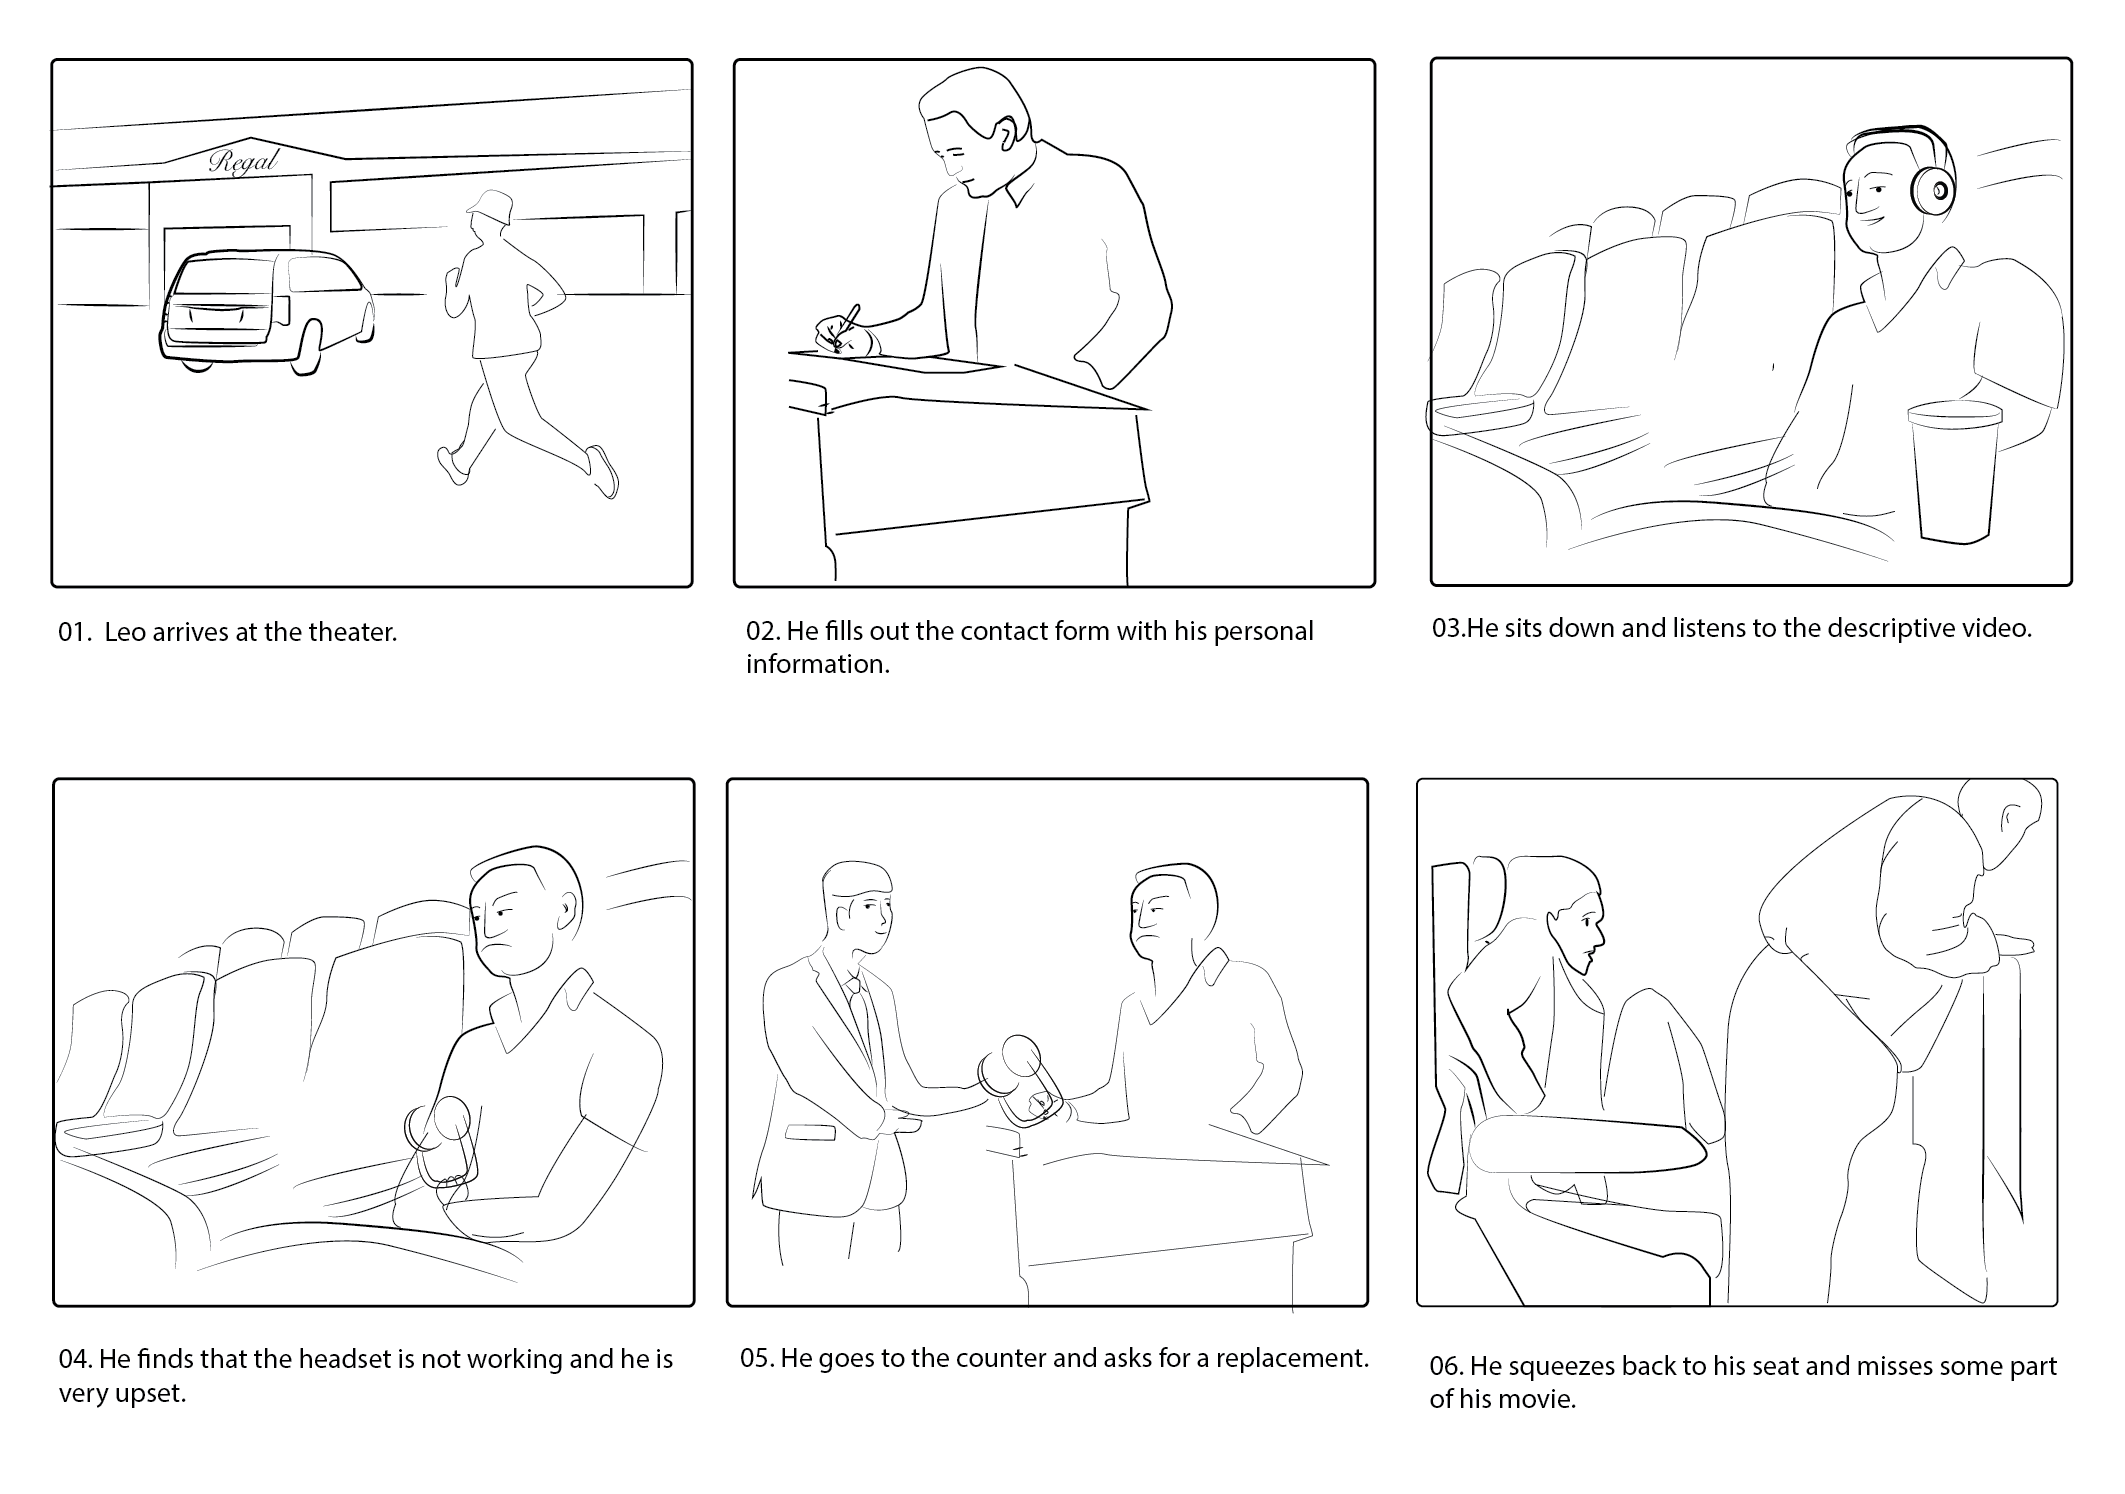 Regal
01.  Leo arrives at the theater.
02. He fills out the contact form with his personal
information.
03.He sits down and listens to the descriptive video.
04. He finds that the headset is not working and he is
very upset.
05. He goes to the counter and asks for a replacement.
06. He squeezes back to his seat and misses some part
of his movie.